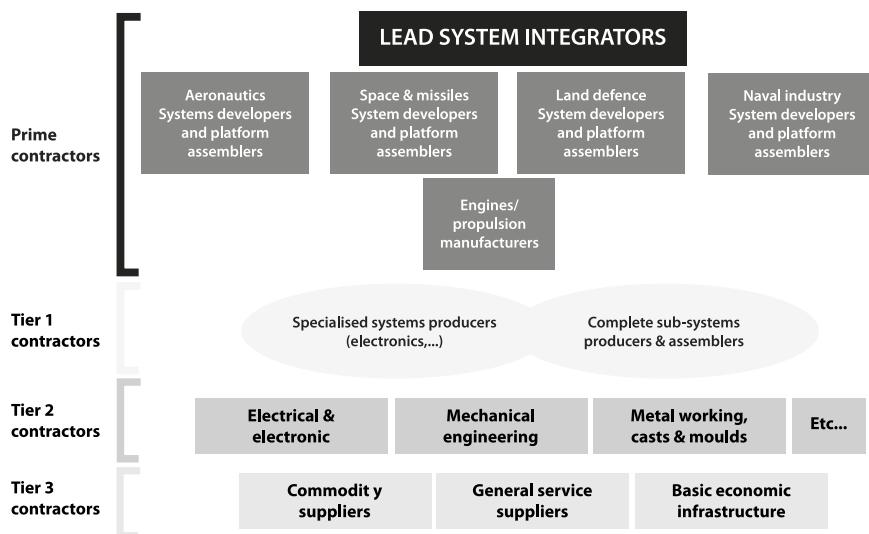 LEAD SYSTEM INTEGRATORS
Prime
contractors
Aeronautics
Systems developers
and platform
assemblers
Space & missiles
System developers
and platform
assemblers
Land defence
System developers
and platform
assemblers
Naval industry
System developers
and platform
assemblers
Engines/
propulsion
manufacturers
Tier 1
contractors
Specialised systems producers
(electronics,...)
Complete sub-systems
producers & assemblers
Tier 2
contractors
Electrical &
electronic
Mechanical
engineering
Metal working,
casts & moulds
Etc...
Tier 3
contractors
Commodit y
suppliers
General service
suppliers
Basic economic
infrastructure